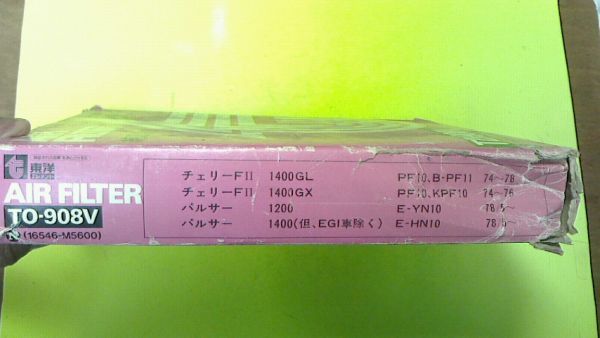 東洋
AIR FILTER
TO-908V
(16546-M5600)
チェリーFII 1400GL PF10、B-PF11 74〜78
チェリーFII 1400GX PF10、KPF10 74〜76
パルサー 1200 E-YN10 78.5〜
パルサー 1400(但、EGI車除く) E-HN10 78.5〜